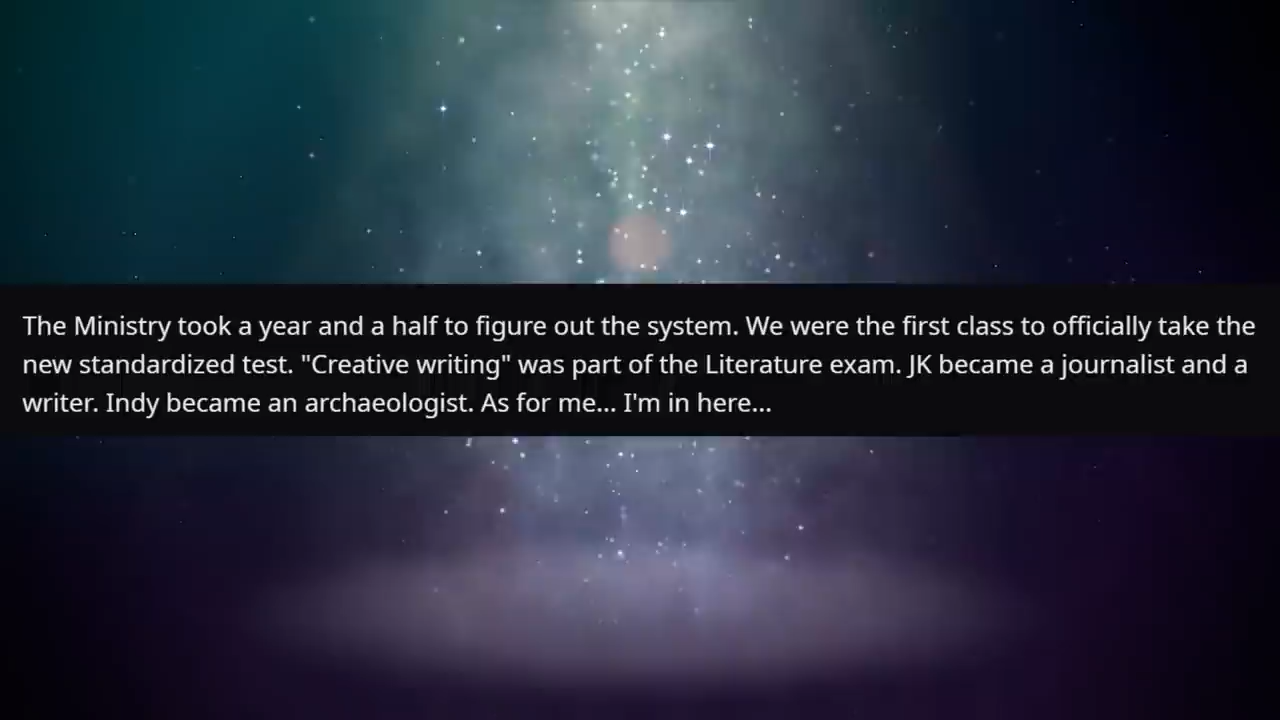 The Ministry took a year and a half to figure out the system. We were the first class to officially take the
new standardized test. "Creative writing" was part of the Literature exam. JK became a journalist and a
writer. Indy became an archaeologist. As for me... I'm in here...